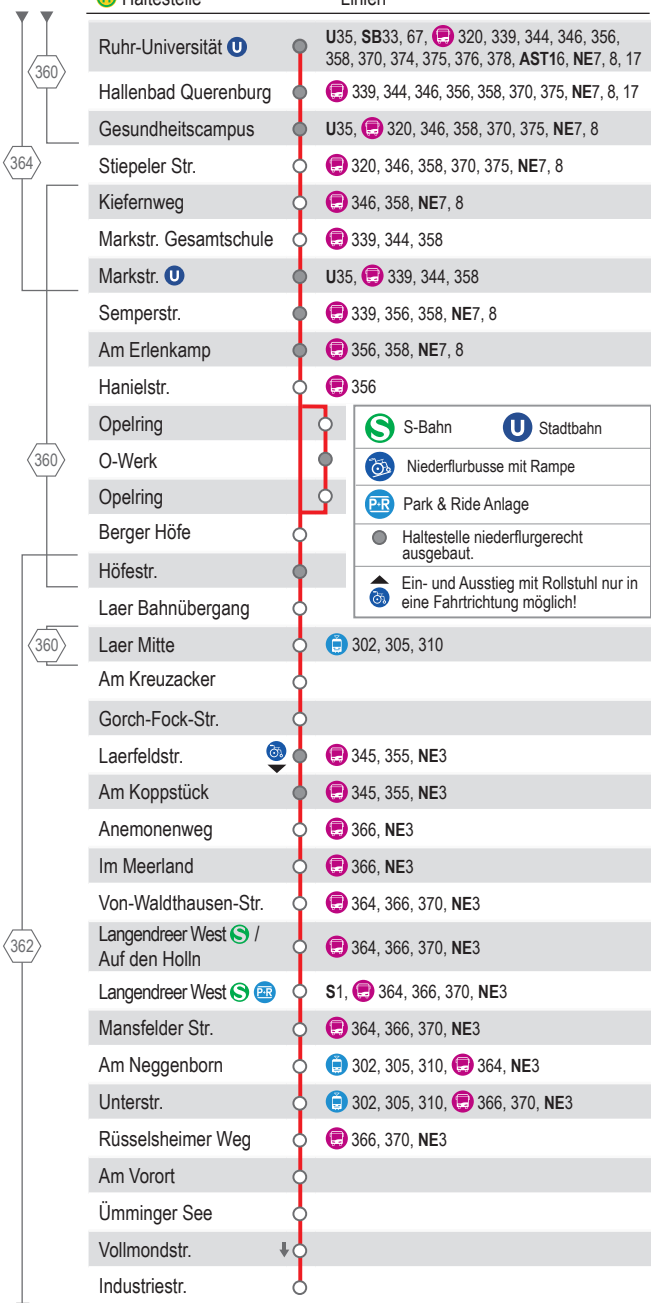 H Haltestelle Linien
Ruhr-Universität U U35, SB33, 67, 320, 339, 344, 346, 356,
358, 370, 374, 375, 376, 378, AST16, NE7, 8, 17
360
Hallenbad Querenburg 339, 344, 346, 356, 358, 370, 375, NE7, 8, 17
Gesundheitscampus U35, 320, 346, 358, 370, 375, NE7, 8
364
Stiepeler Str. 320, 346, 358, 370, 375, NE7, 8
Kiefernweg 346, 358, NE7, 8
Markstr. Gesamtschule 339, 344, 358
Markstr. U U35, 339, 344, 358
Semperstr. 339, 356, 358, NE7, 8
Am Erlenkamp 356, 358, NE7, 8
Hanielstr. 356
Opelring
S S-Bahn U Stadtbahn
360
O-Werk
Niederflurbusse mit Rampe
Opelring
P+R Park & Ride Anlage
Berger Höfe
Haltestelle niederflurgerecht
ausgebaut.
Höfestr.
Ein- und Ausstieg mit Rollstuhl nur in
eine Fahrtrichtung möglich!
Laer Bahnübergang
360
Laer Mitte 302, 305, 310
Am Kreuzacker
Gorch-Fock-Str.
Laerfeldstr. 345, 355, NE3
Am Koppstück 345, 355, NE3
Anemonenweg 366, NE3
Im Meerland 366, NE3
Von-Waldthausen-Str. 364, 366, 370, NE3
362
Langendreer West S /
Auf den Holln 364, 366, 370, NE3
Langendreer West S P+R S1, 364, 366, 370, NE3
Mansfelder Str. 364, 366, 370, NE3
Am Neggenborn 302, 305, 310, 364, NE3
Unterstr. 302, 305, 310, 366, 370, NE3
Rüsselsheimer Weg 366, 370, NE3
Am Vorort
Ümminger See
Vollmondstr.
Industriestr.